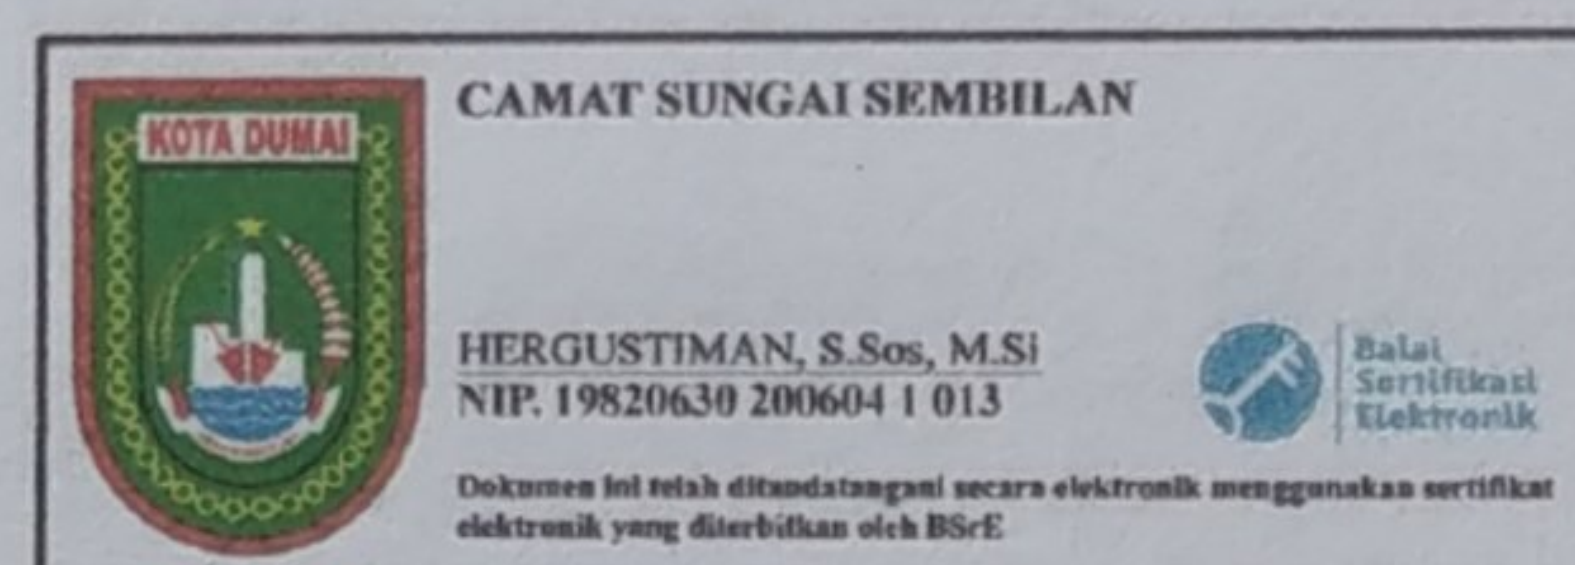 CAMAT SUNGAI SEMBILAN
KOTA DUMAI
HERGUSTIMAN, S.Sos, M.Si
NIP. 19820630 200604 1 013
Balai
Sertifikasi
Elektronik
Dokumen ini telah ditandatangani secara elektronik menggunakan sertifikat
elektronik yang diterbitkan oleh BSrE